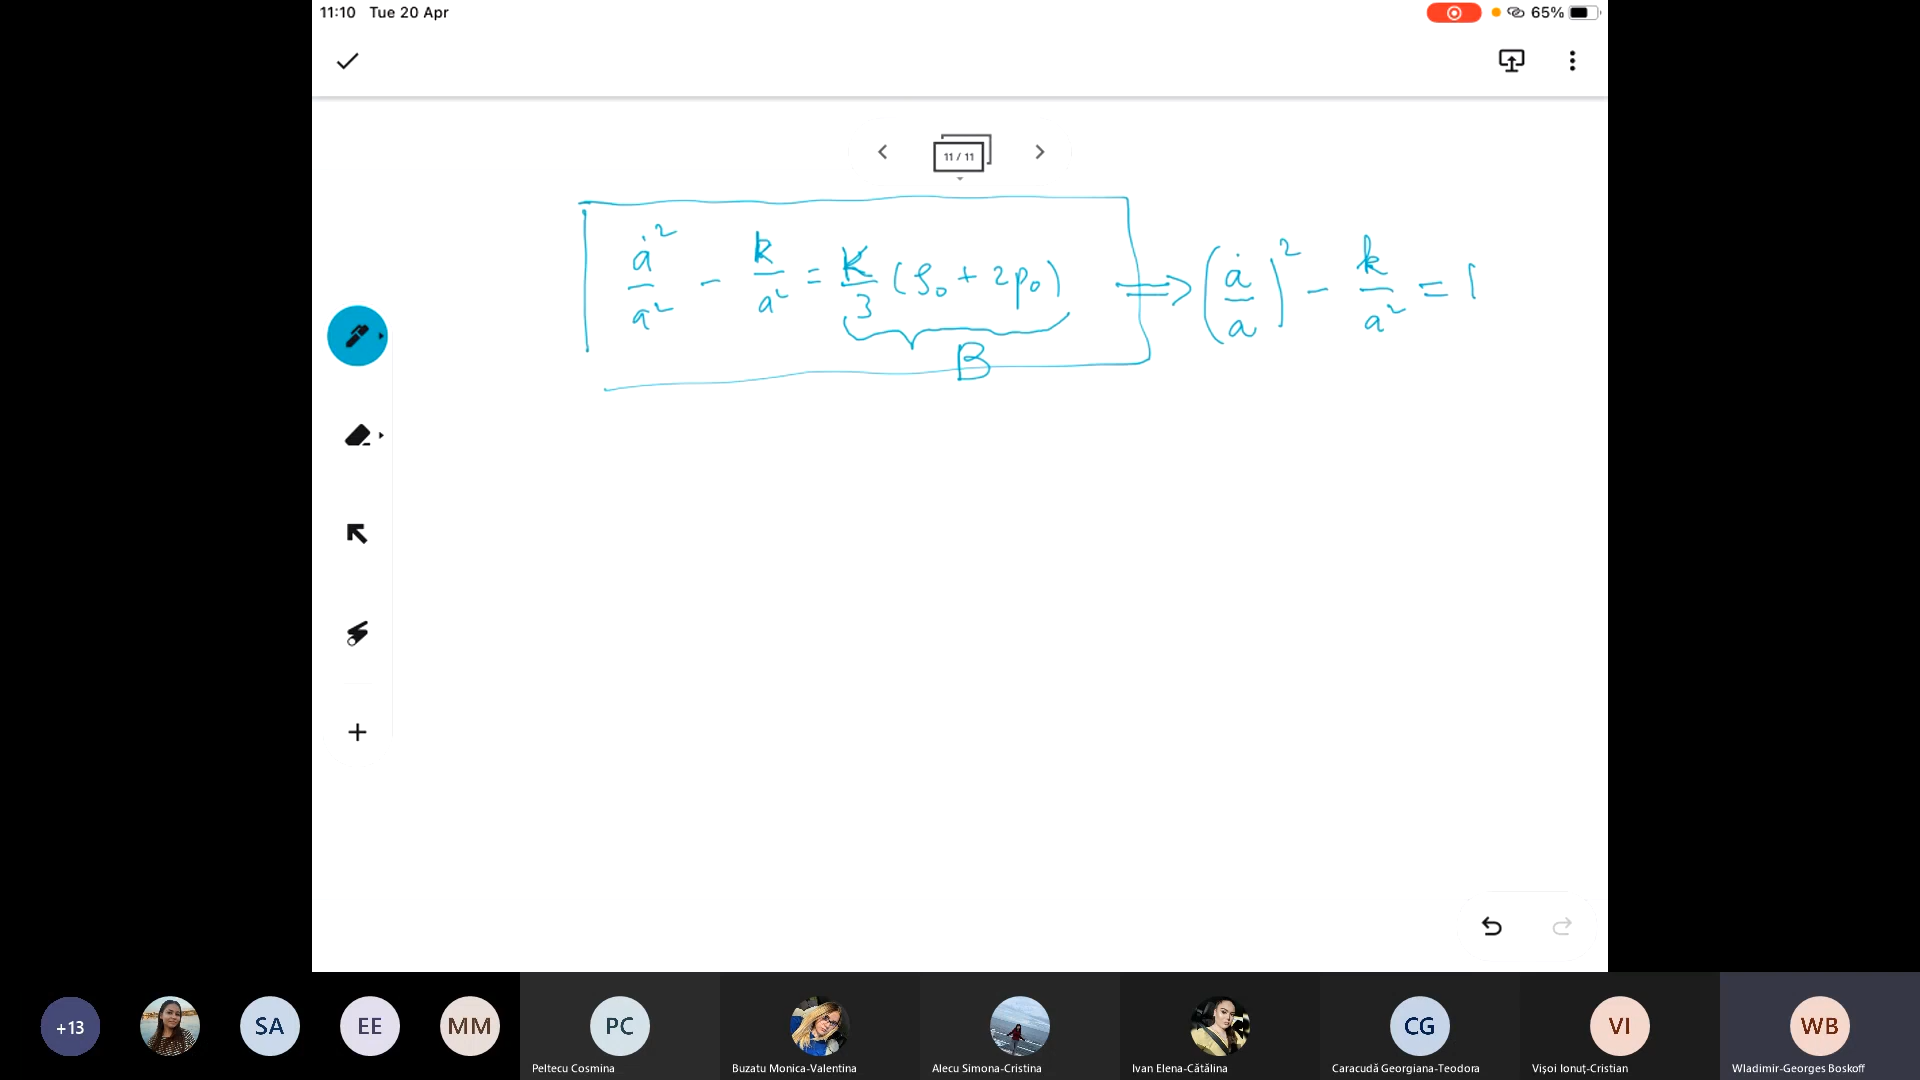 11:10 Tue 20 Apr 65%
11 / 11
ȧ²/a² - k/a² = K/3 (ρ₀ + 2p₀) ⟹ (ȧ/a)² - k/a² = 1
B
+13 SA EE MM PC CG VI WB
Peltecu Cosmina Buzatu Monica-Valentina Alecu Simona-Cristina Ivan Elena-Cătălina Caracudă Georgiana-Teodora Vișoi Ionuț-Cristian Wladimir-Georges Boskoff